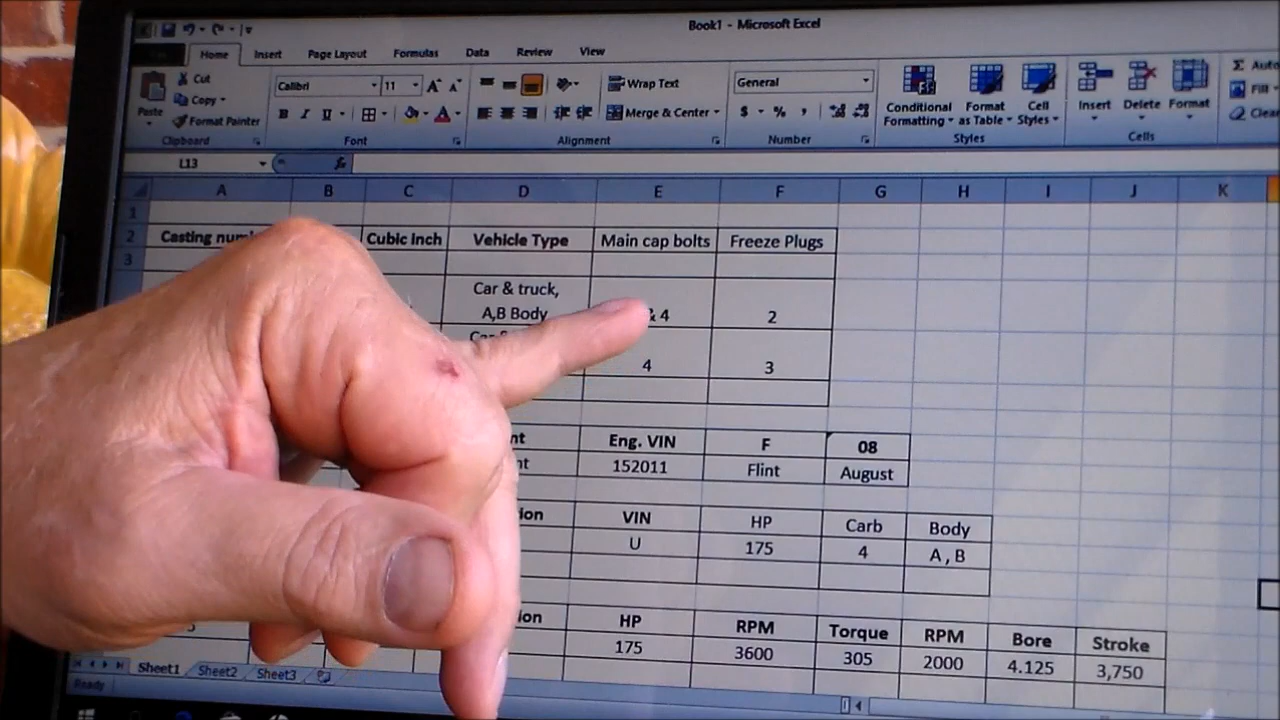 Book1 - Microsoft Excel
Home Insert Page Layout Formulas Data Review View
Cut
Copy
Format Painter
Paste
Clipboard
Calibri 11
B I U
Font
Wrap Text
Merge & Center
Alignment
General
$ % ,
Number
Conditional Formatting
Format as Table
Cell Styles
Styles
Insert Delete Format
Cells
Σ
Fill
L13 fx
A B C D E F G H I J K
1
2 Casting Cubic Inch Vehicle Type Main cap bolts Freeze Plugs
3
Car & truck,
A,B Body & 4 2
4 3
Eng. VIN F 08
152011 Flint August
VIN HP Carb Body
U 175 4 A , B
HP RPM Torque RPM Bore Stroke
175 3600 305 2000 4.125 3,750
Sheet1 Sheet2 Sheet3
Ready